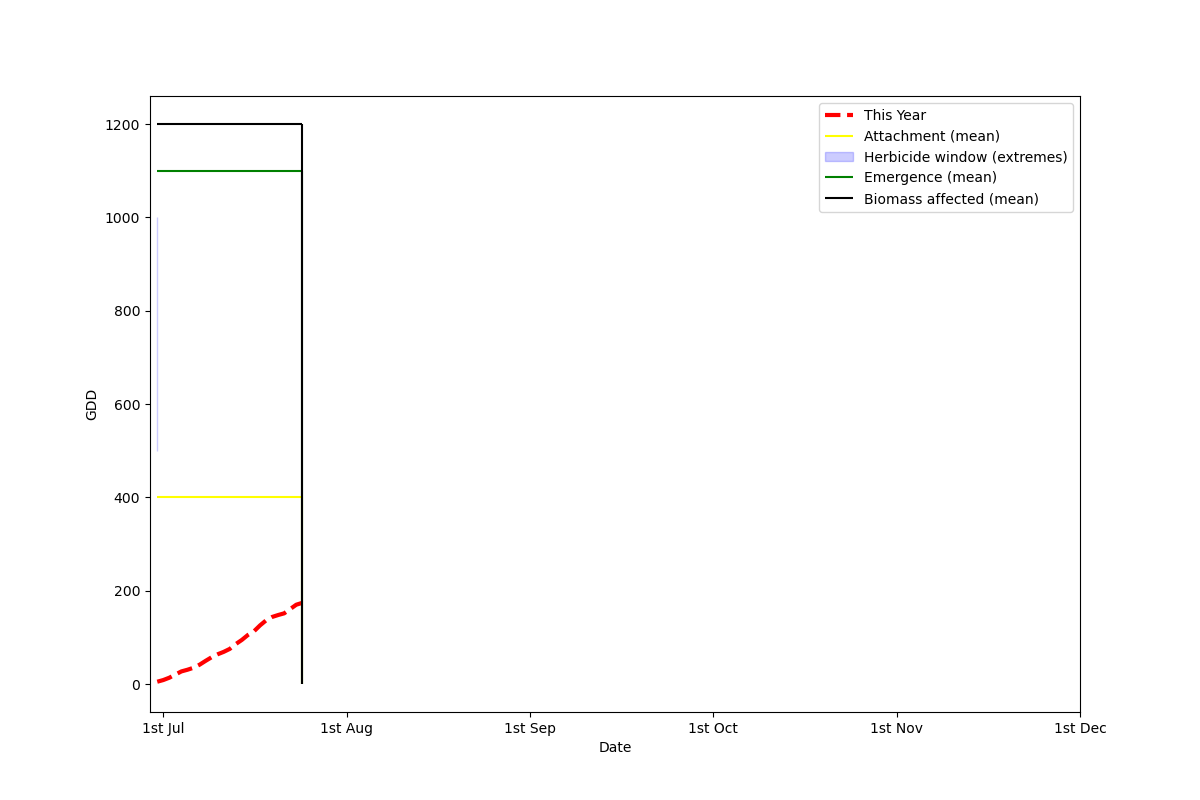 This Year
Attachment (mean)
Herbicide window (extremes)
Emergence (mean)
Biomass affected (mean)
1200
1000
800
600
400
200
0
GDD
1st Jul
1st Aug
1st Sep
1st Oct
1st Nov
1st Dec
Date